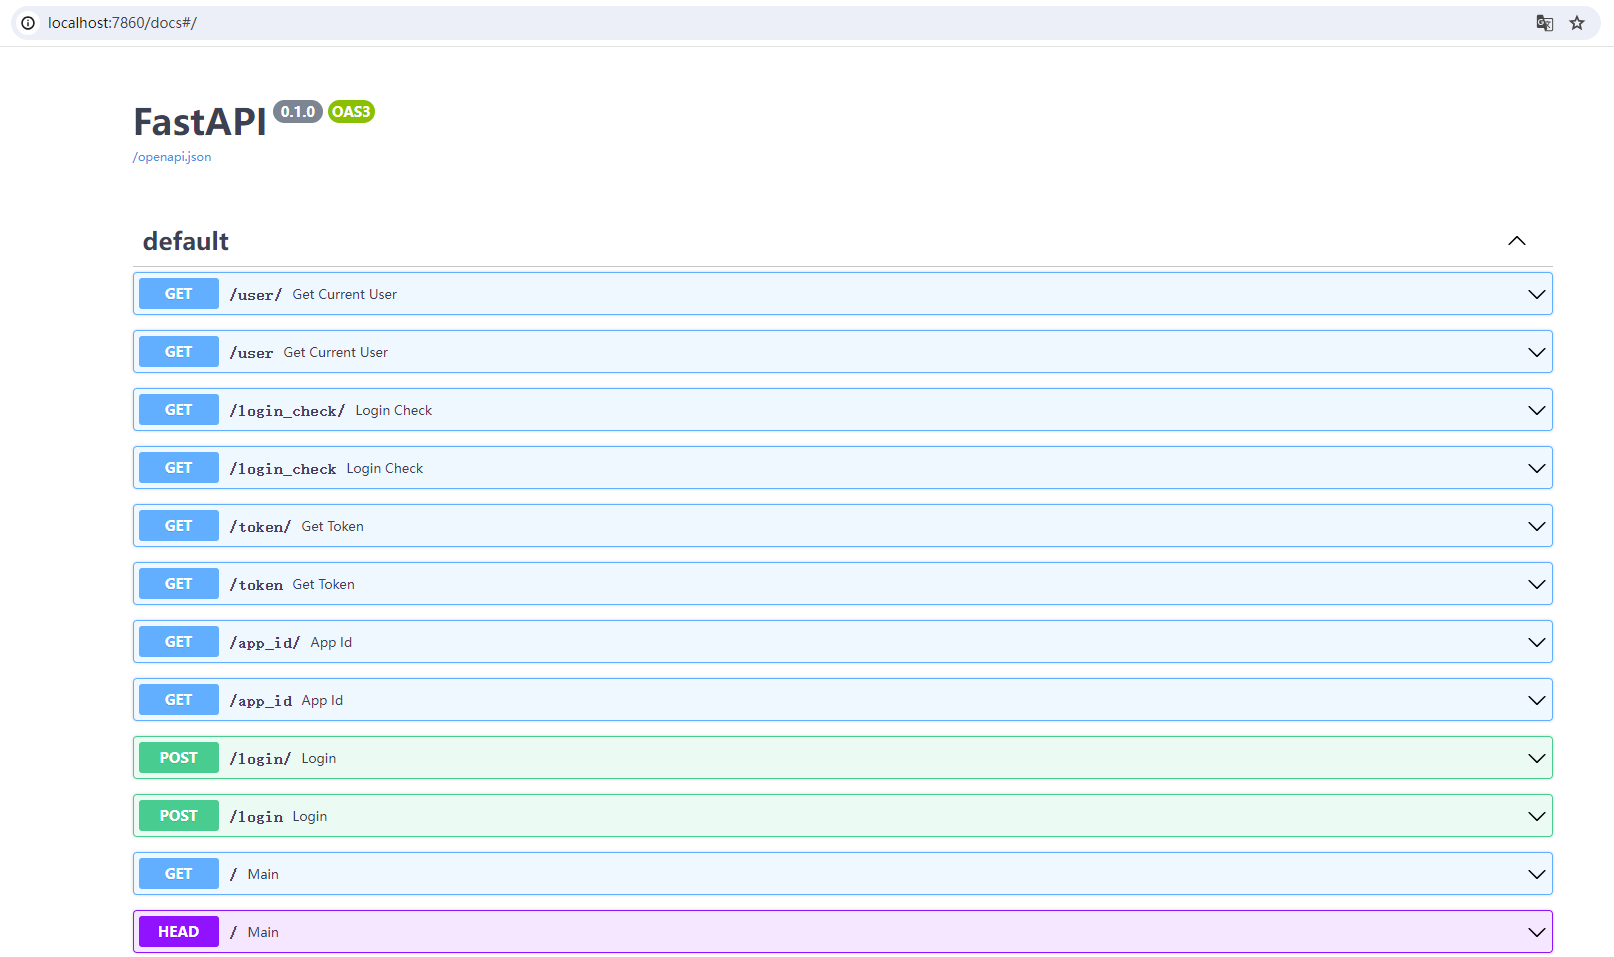 localhost:7860/docs#/
FastAPI 0.1.0 OAS3
/openapi.json
default
GET /user/ Get Current User
GET /user Get Current User
GET /login_check/ Login Check
GET /login_check Login Check
GET /token/ Get Token
GET /token Get Token
GET /app_id/ App Id
GET /app_id App Id
POST /login/ Login
POST /login Login
GET / Main
HEAD / Main